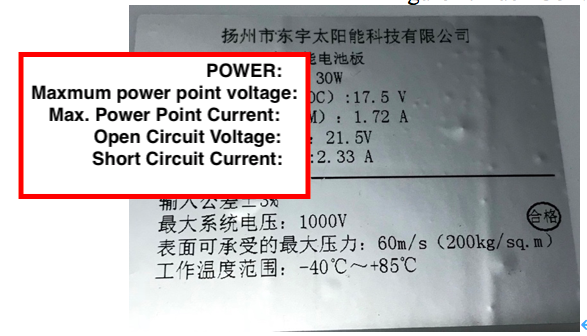 扬州市东宇太阳能科技有限公司
能电池板
POWER: 30W
Maxmum power point voltage: DC) :17.5 V
Max. Power Point Current: M) : 1.72 A
Open Circuit Voltage: : 21.5V
Short Circuit Current: :2.33 A
输入公差±3%
最大系统电压: 1000V
合格
表面可承受的最大压力: 60m/s (200kg/sq.m)
工作温度范围: -40℃～+85℃